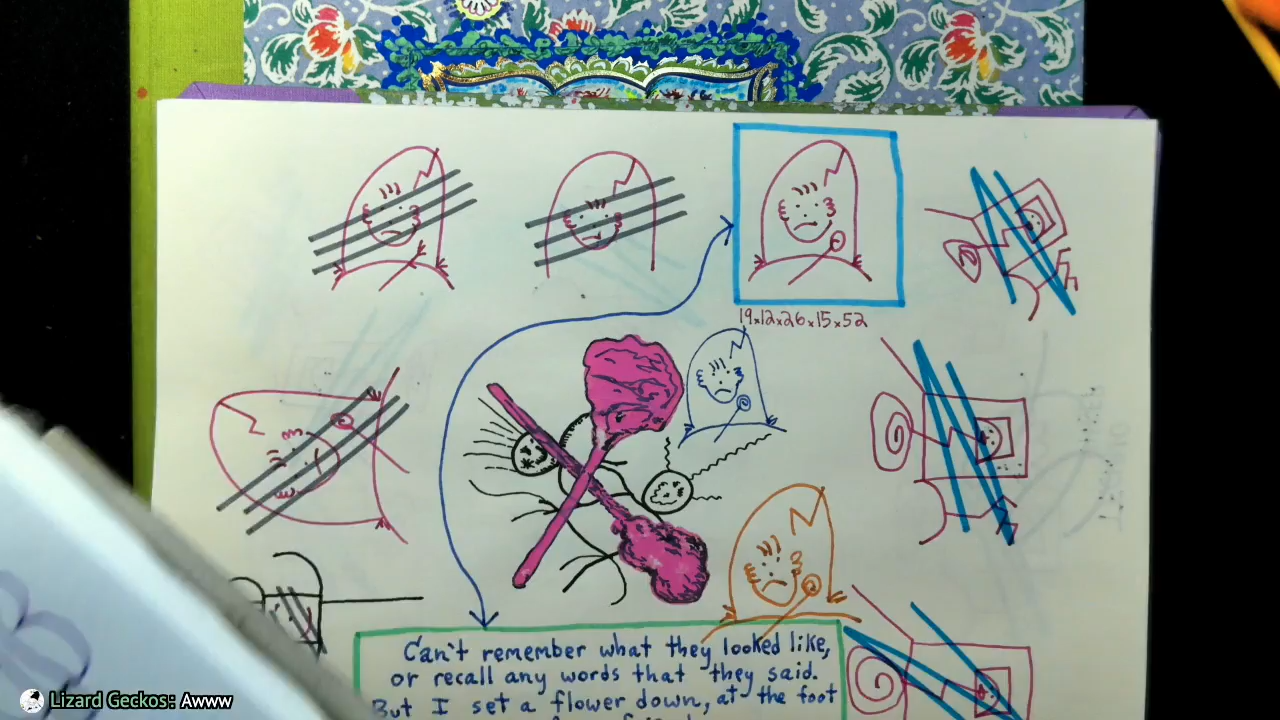 19x12x26x15x52
Can't remember what they looked like,
or recall any words that they said.
But I set a flower down, at the foot
Lizard Geckos: Awww